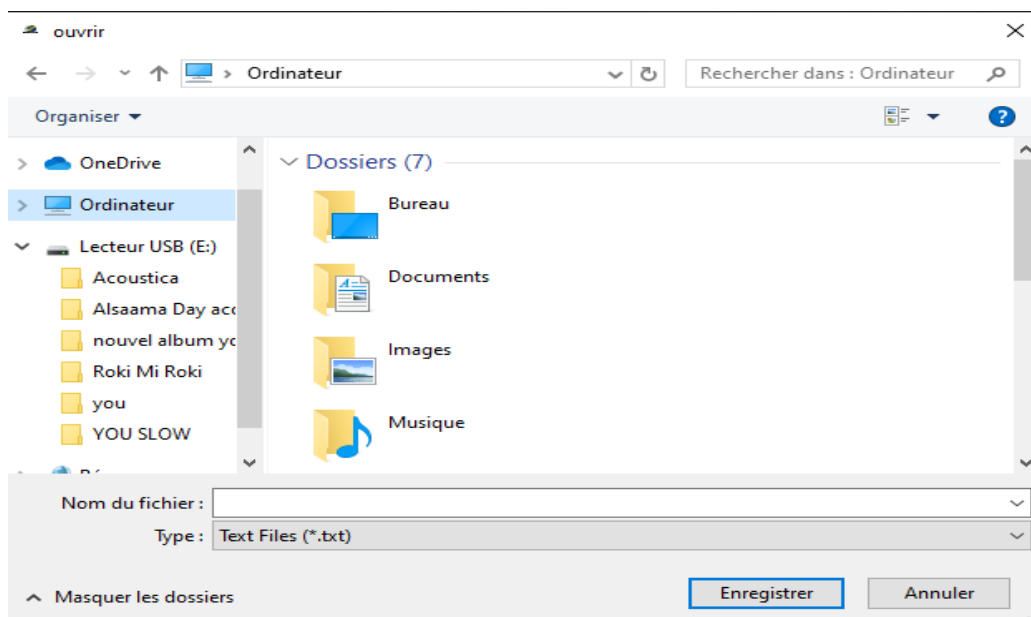 ouvrir
Ordinateur
Rechercher dans : Ordinateur
Organiser
OneDrive
Ordinateur
Lecteur USB (E:)
Acoustica
Alsaama Day
nouvel album
Roki Mi Roki
you
YOU SLOW
Dossiers (7)
Bureau
Documents
Images
Musique
Nom du fichier :
Type : Text Files (*.txt)
Masquer les dossiers
Enregistrer
Annuler